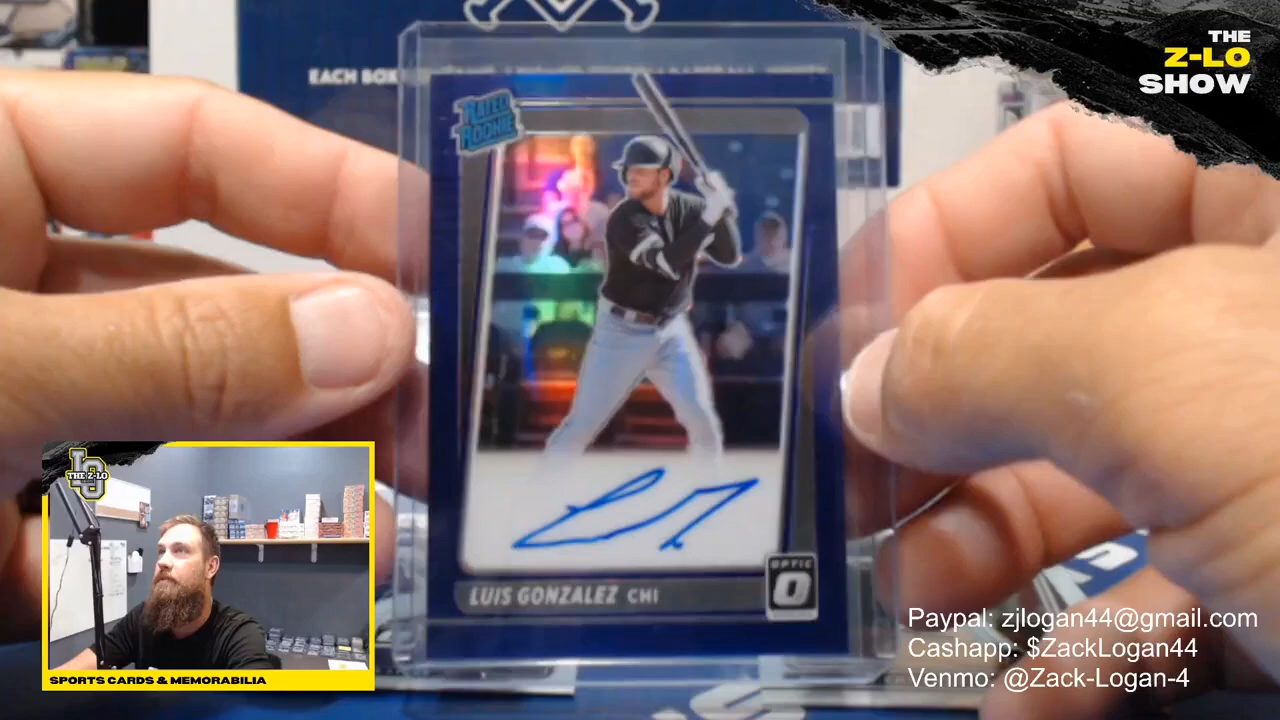 THE
Z-LO
SHOW
EACH BOX
RATED
ROOKIE
LUIS GONZALEZ CHI
OPTIC
O
THE Z-LO
SPORTS CARDS & MEMORABILIA
Paypal: zjlogan44@gmail.com
Cashapp: $ZackLogan44
Venmo: @Zack-Logan-4